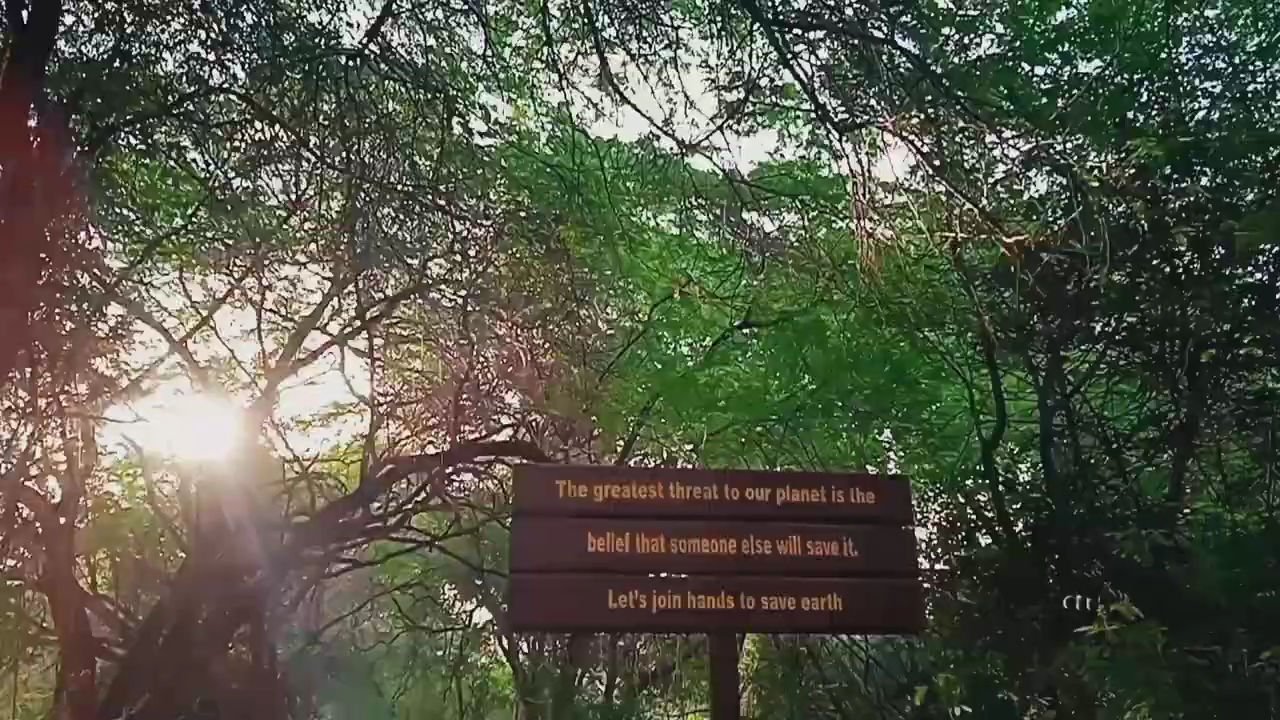 The greatest threat to our planet is the
belief that someone else will save it.
Let's join hands to save earth